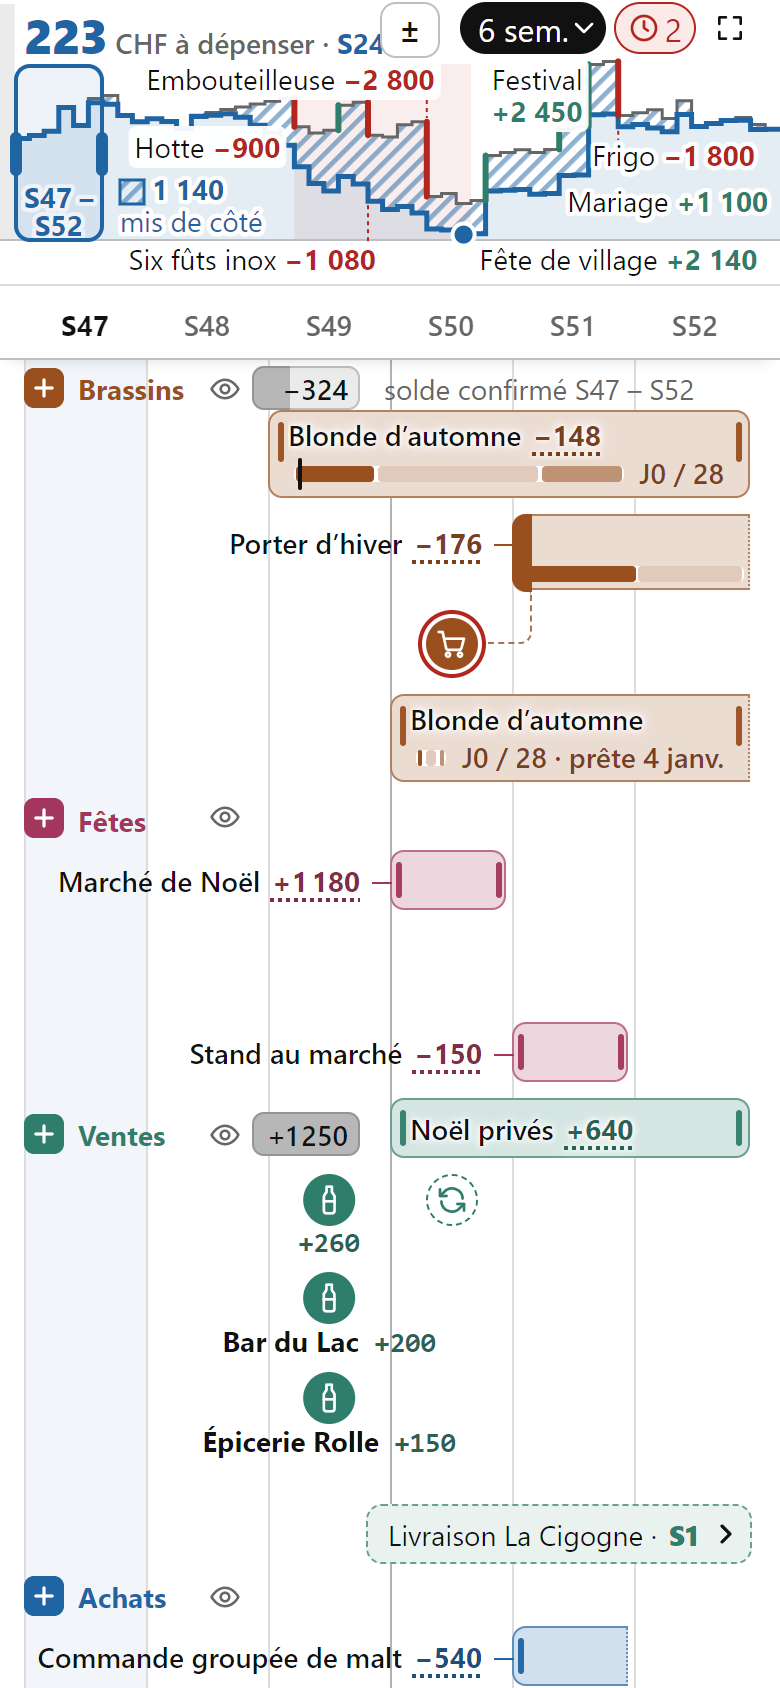 223 CHF à dépenser · S24
±
6 sem.
2
Embouteilleuse −2 800
Festival
+2 450
Hotte −900
Frigo −1 800
S47 –
S52
1 140
mis de côté
Mariage +1 100
Six fûts inox −1 080
Fête de village +2 140
S47 S48 S49 S50 S51 S52
Brassins −324 solde confirmé S47 – S52
Blonde d’automne −148
J0 / 28
Porter d’hiver −176
Blonde d’automne
J0 / 28 · prête 4 janv.
Fêtes
Marché de Noël +1 180
Stand au marché −150
Ventes +1250 Noël privés +640
+260
Bar du Lac +200
Épicerie Rolle +150
Livraison La Cigogne · S1
Achats
Commande groupée de malt −540